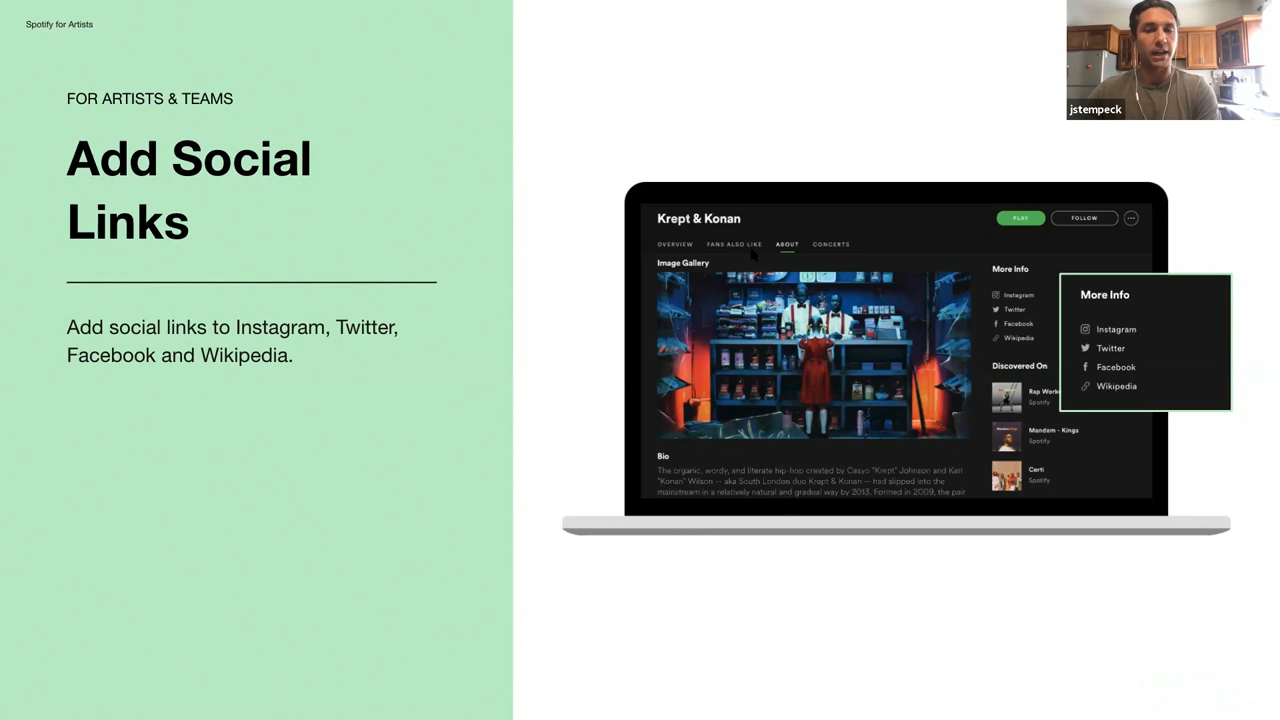 Spotify for Artists
FOR ARTISTS & TEAMS
Add Social
Links
Add social links to Instagram, Twitter,
Facebook and Wikipedia.
jstempeck
Krept & Konan
PLAY
FOLLOW
OVERVIEW FANS ALSO LIKE ABOUT CONCERTS
Image Gallery
Bio
The organic, wordy, and literate hip-hop created by Casyo "Krept" Johnson and Karl
"Konan" Wilson -- aka South London duo Krept & Konan -- had slipped into the
mainstream in a relatively natural and gradual way by 2013. Formed in 2009, the pair
More Info
Instagram
Twitter
Facebook
Wikipedia
Discovered On
Rap
Spotify
Mandem - Kings
Spotify
Certi
Spotify
More Info
Instagram
Twitter
Facebook
Wikipedia